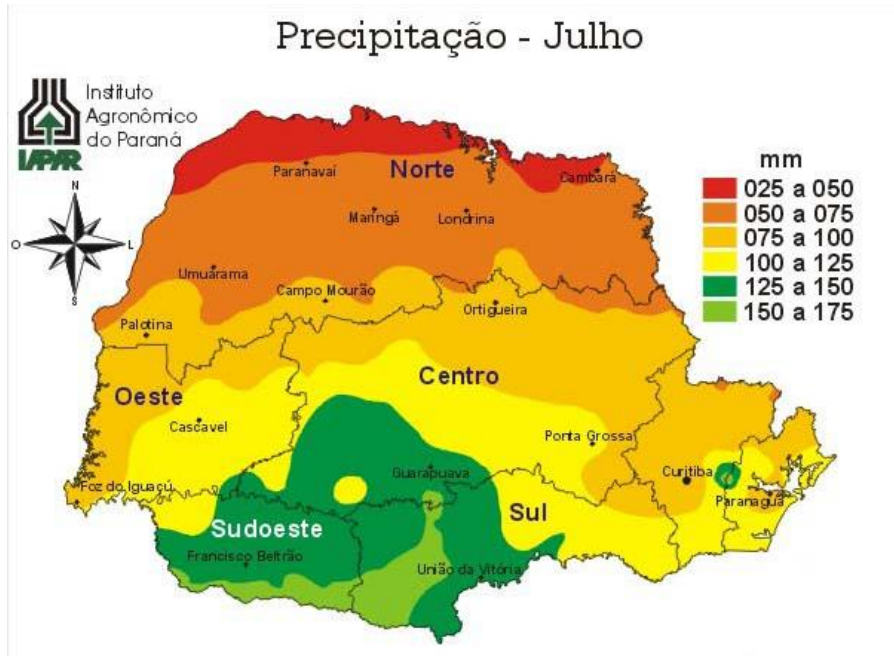 Precipitação - Julho
Instituto
Agronômico
do Paraná
IAPAR
N
O
L
S
mm
025 a 050
050 a 075
075 a 100
100 a 125
125 a 150
150 a 175
Norte
Paranavaí
Cambará
Maringá
Londrina
Umuarama
Campo Mourão
Ortigueira
Palotina
Centro
Oeste
Cascavel
Ponta Grossa
Guarapuava
Curitiba
Foz do Iguaçú
Paranaguá
Sul
Sudoeste
Francisco Beltrão
União da Vitória